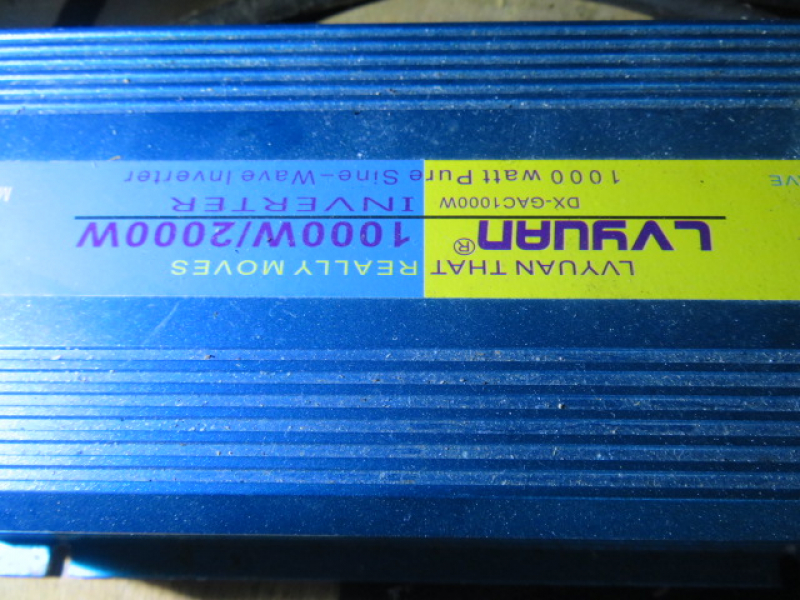 LVYUAN THAT REALLY MOVES
LVYUAN® 1000W/2000W
DX-GAC1000W INVERTER
1000 watt Pure Sine-Wave Inverter